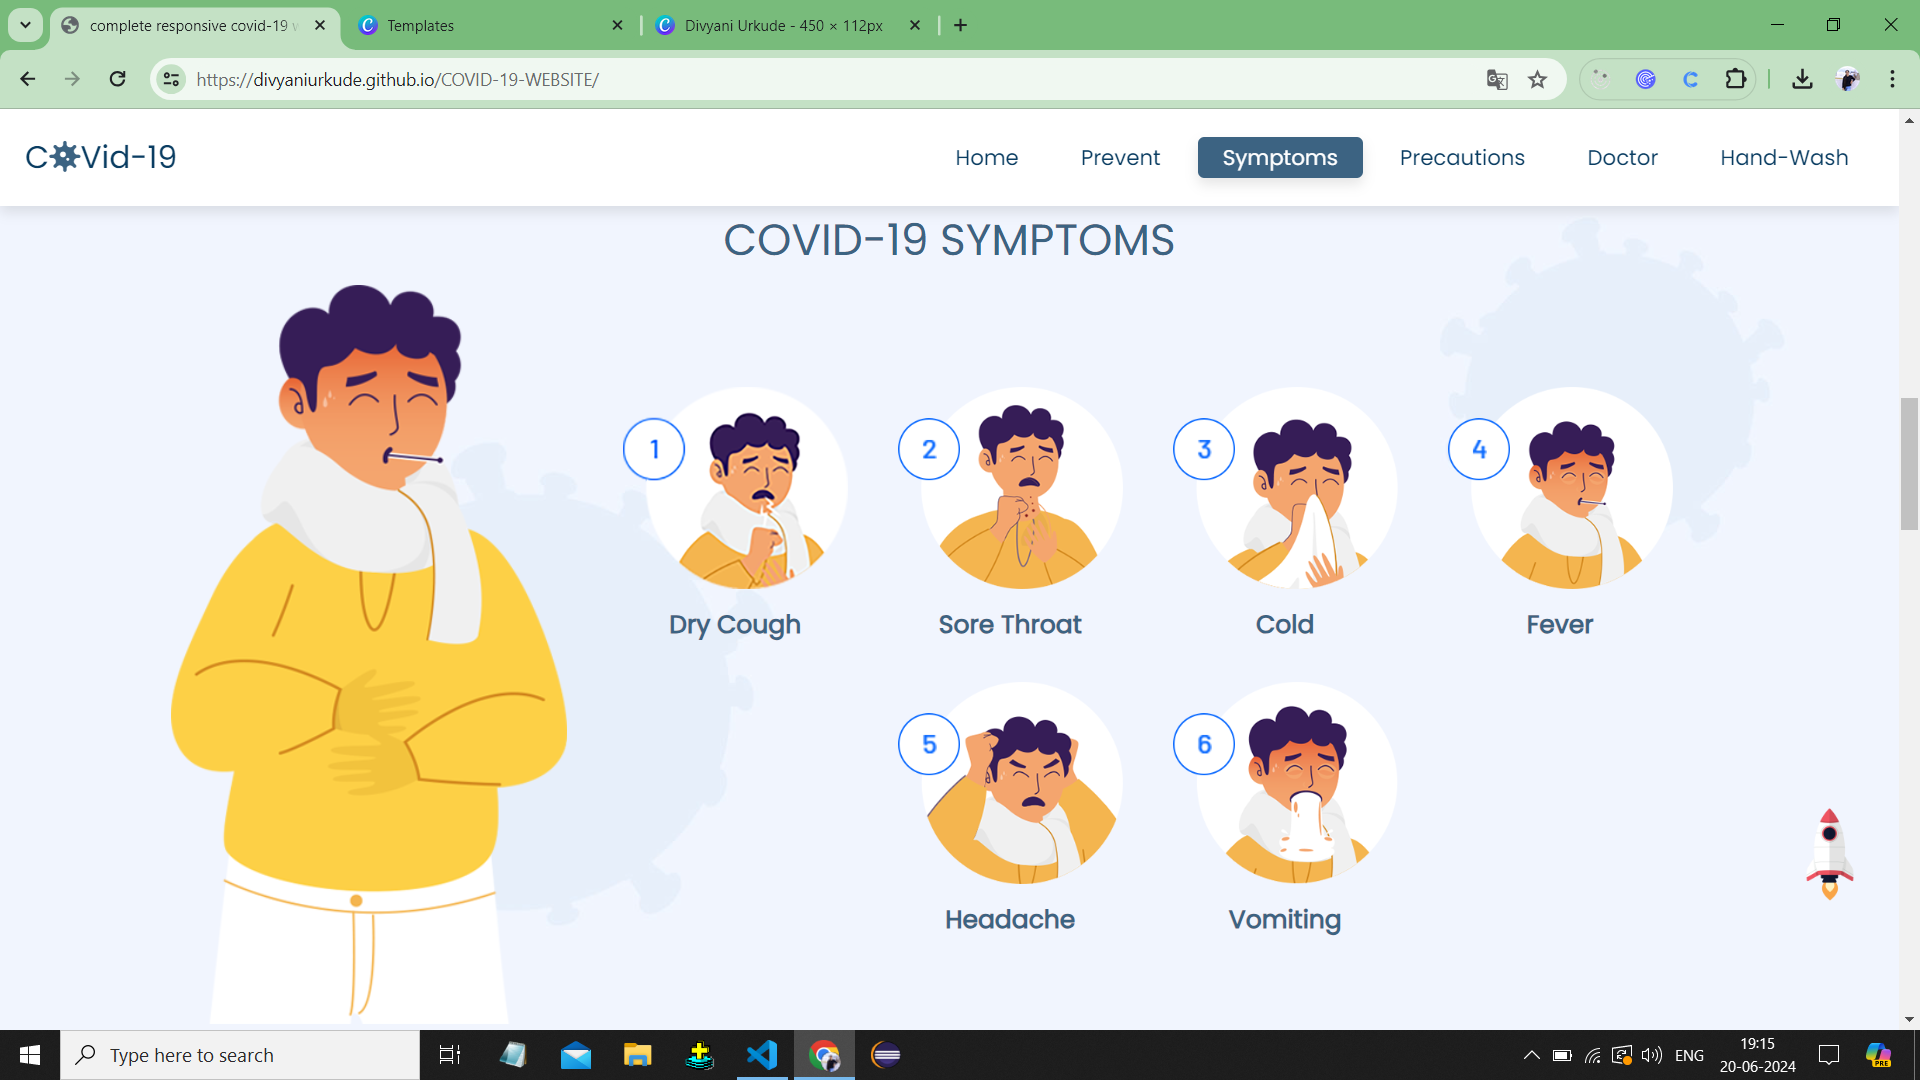 complete responsive covid-19 w
Templates
Divyani Urkude - 450 × 112px
https://divyaniurkude.github.io/COVID-19-WEBSITE/
COVid-19
Home
Prevent
Symptoms
Precautions
Doctor
Hand-Wash
COVID-19 SYMPTOMS
1
2
3
4
Dry Cough
Sore Throat
Cold
Fever
5
6
Headache
Vomiting
Type here to search
ENG
19:15
20-06-2024
PRE